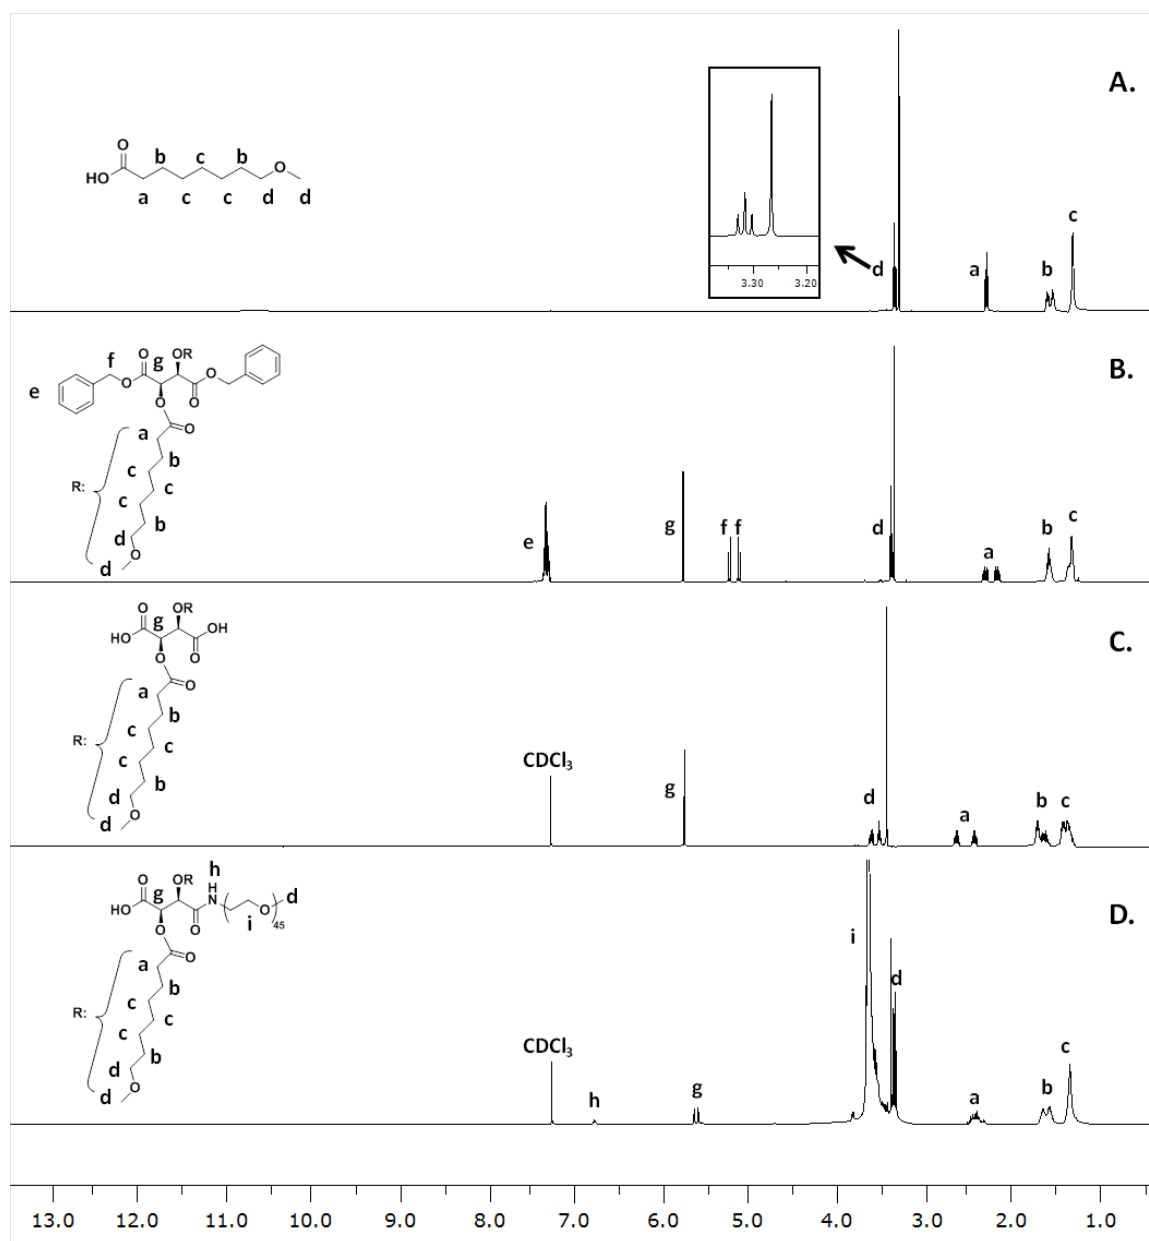 A.
O
b c b
HO O
a c c d d
3.30 3.20
d a b c
B.
f O g OR
O O
e O O
a O
b
c
R: c
c
b
d
O
d
e g f f d a b c
C.
O g OR OH
HO O
O
a O
b
c
R: c
c
b
d
O
d
CDCl3
g d a b c
D.
h
O g OR H
N O d
HO O i 45
O
a O
b
c
R: c
c
b
d
O
d
CDCl3
h g i d a b c
13.0 12.0 11.0 10.0 9.0 8.0 7.0 6.0 5.0 4.0 3.0 2.0 1.0